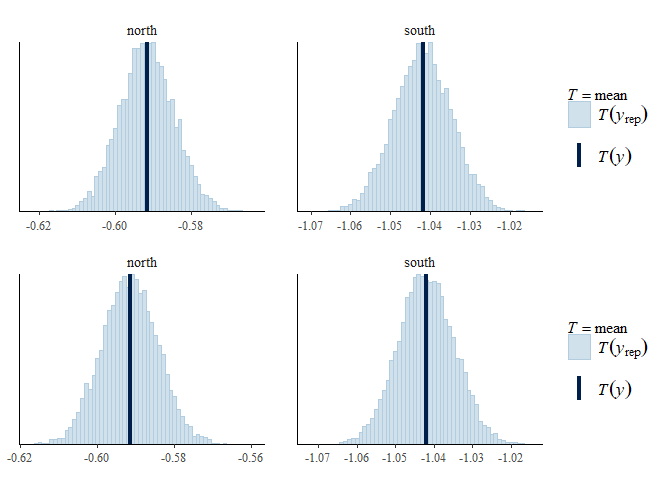 north
south
T = mean
T(yrep)
T(y)
-0.62 -0.60 -0.58
-1.07 -1.06 -1.05 -1.04 -1.03 -1.02
north
south
T = mean
T(yrep)
T(y)
-0.62 -0.60 -0.58 -0.56
-1.07 -1.06 -1.05 -1.04 -1.03 -1.02